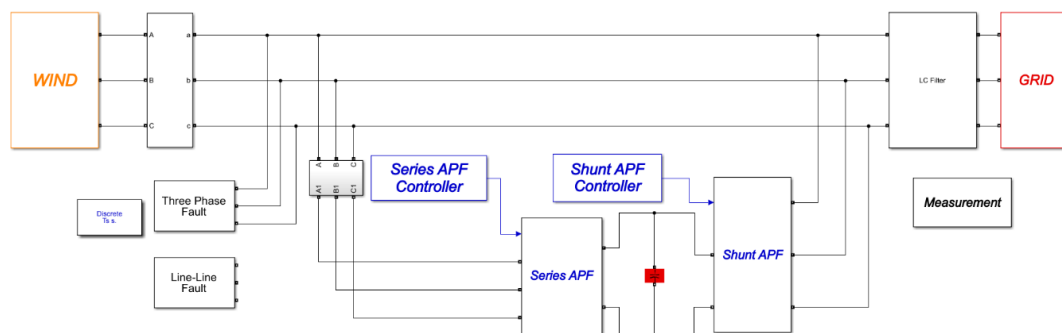 WIND
A
B
C
a
b
c
LC Filter
GRID
A
B
C
A1
B1
C1
Series APF
Controller
Shunt APF
Controller
Three Phase
Fault
Discrete
Ts s.
Measurement
Line-Line
Fault
Series APF
Shunt APF